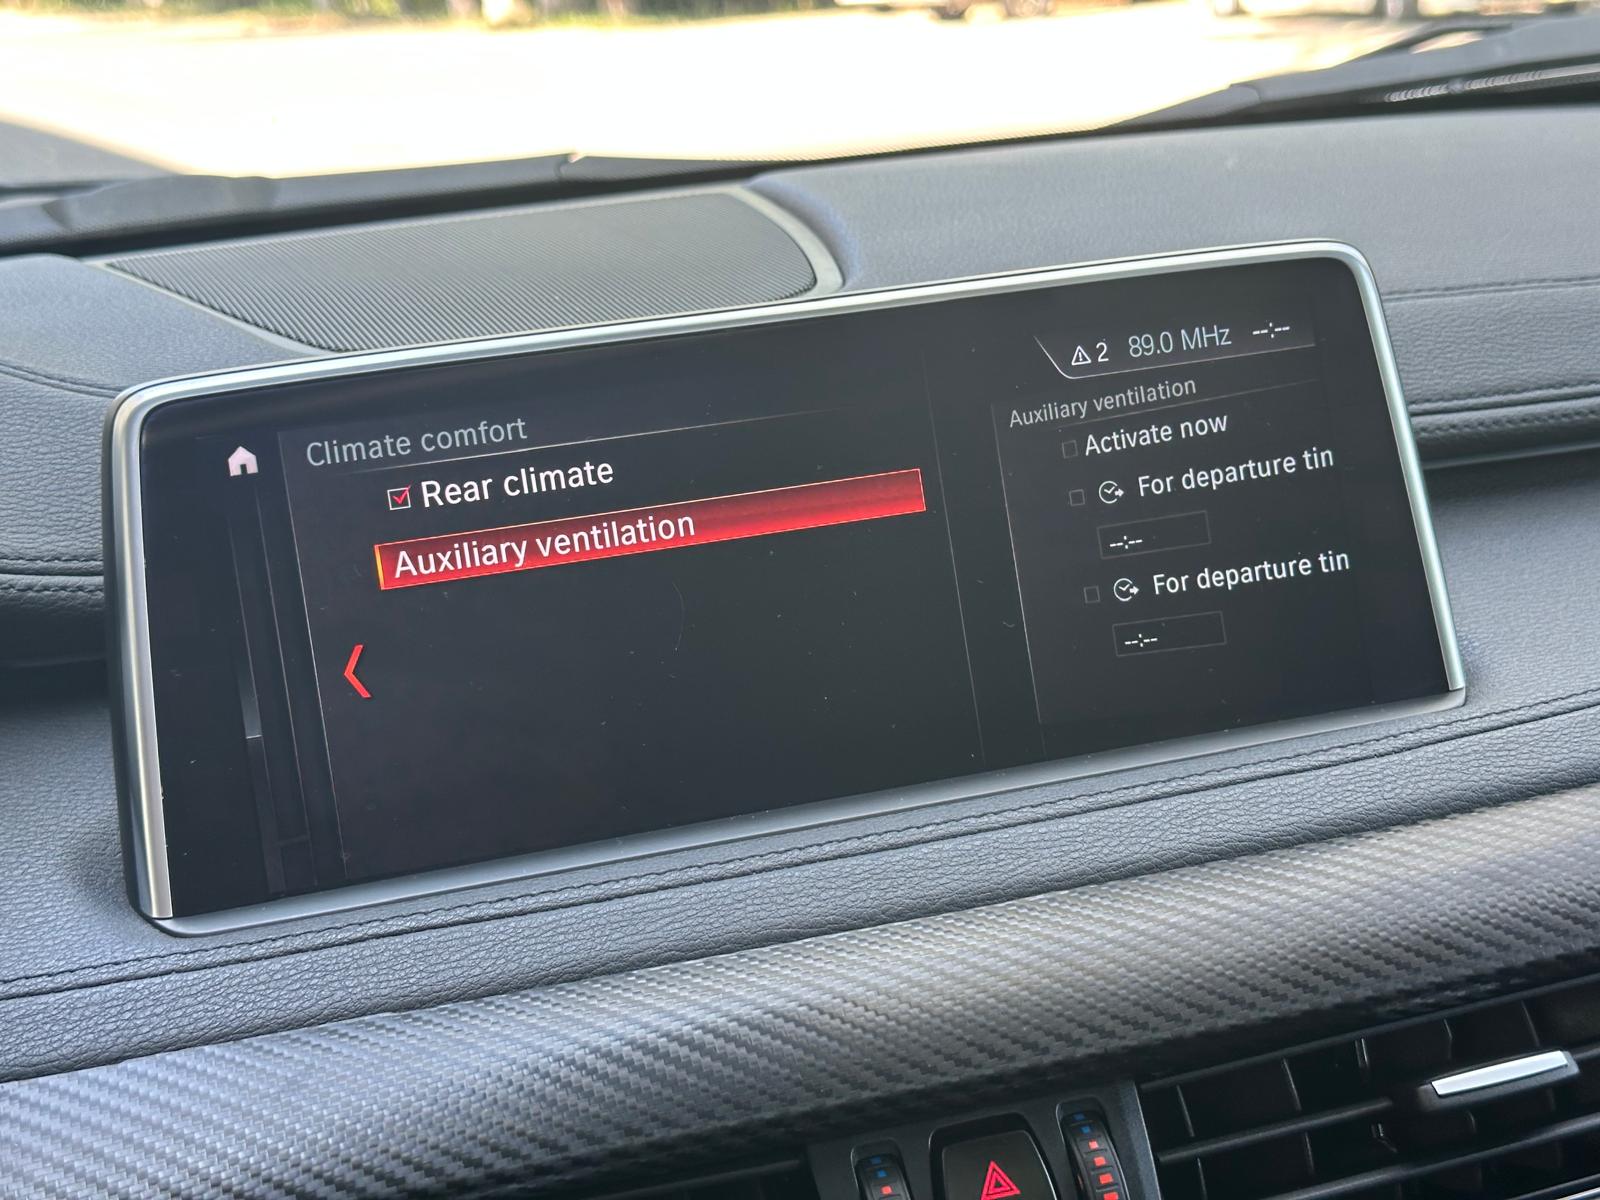 2 89.0 MHz --:--
Climate comfort
Rear climate
Auxiliary ventilation
Auxiliary ventilation
Activate now
For departure tin
--:--
For departure tin
--:--